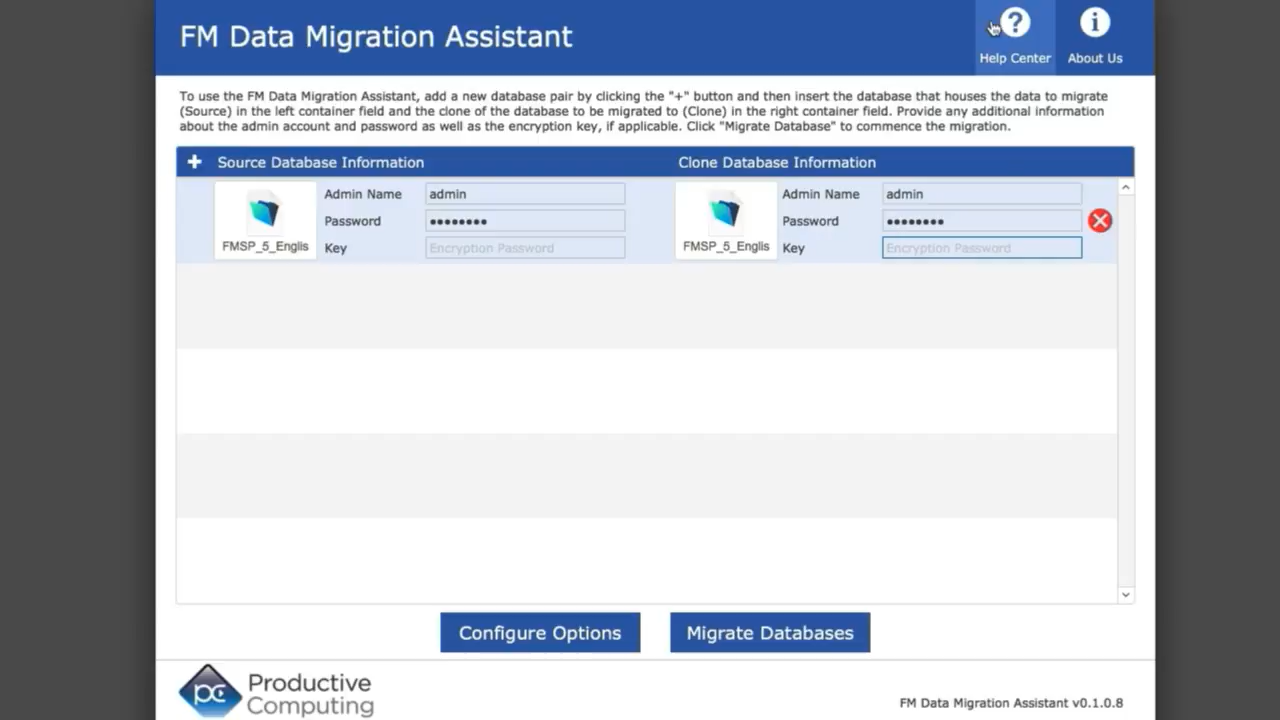 FM Data Migration Assistant
Help Center
About Us
To use the FM Data Migration Assistant, add a new database pair by clicking the "+" button and then insert the database that houses the data to migrate
(Source) in the left container field and the clone of the database to be migrated to (Clone) in the right container field. Provide any additional information
about the admin account and password as well as the encryption key, if applicable. Click "Migrate Database" to commence the migration.
+ Source Database Information Clone Database Information
Admin Name admin Admin Name admin
Password •••••••• Password ••••••••
FMSP_5_Englis Key Encryption Password FMSP_5_Englis Key Encryption Password
Configure Options Migrate Databases
pc Productive
Computing
FM Data Migration Assistant v0.1.0.8